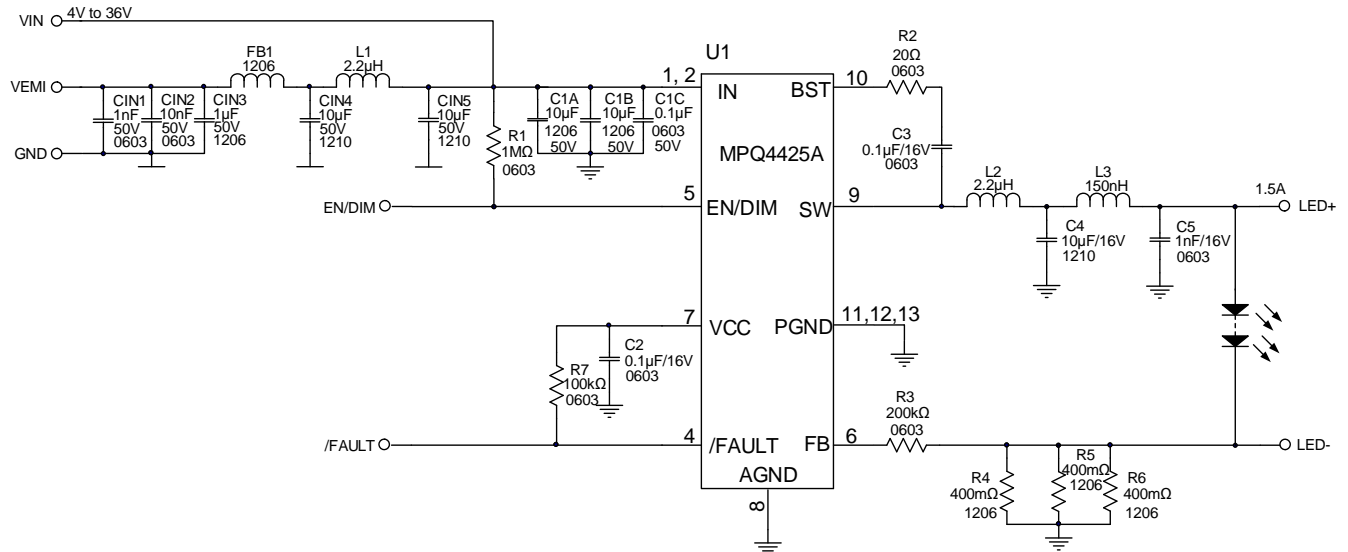 VIN
4V to 36V
VEMI
GND
CIN1
1nF
50V
0603
CIN2
10nF
50V
0603
CIN3
1µF
50V
1206
FB1
1206
CIN4
10µF
50V
1210
L1
2.2µH
CIN5
10µF
50V
1210
R1
1MΩ
0603
C1A
10µF
1206
50V
C1B
10µF
1206
50V
C1C
0.1µF
0603
50V
U1
1, 2
IN
BST
10
R2
20Ω
0603
MPQ4425A
C3
0.1µF/16V
0603
EN/DIM
5
EN/DIM
SW
9
L2
2.2µH
L3
150nH
1.5A
LED+
C4
10µF/16V
1210
C5
1nF/16V
0603
7
VCC
PGND
11,12,13
C2
0.1µF/16V
0603
R7
100kΩ
0603
/FAULT
4
/FAULT
FB
6
R3
200kΩ
0603
LED-
AGND
8
R4
400mΩ
1206
R5
400mΩ
1206
R6
400mΩ
1206